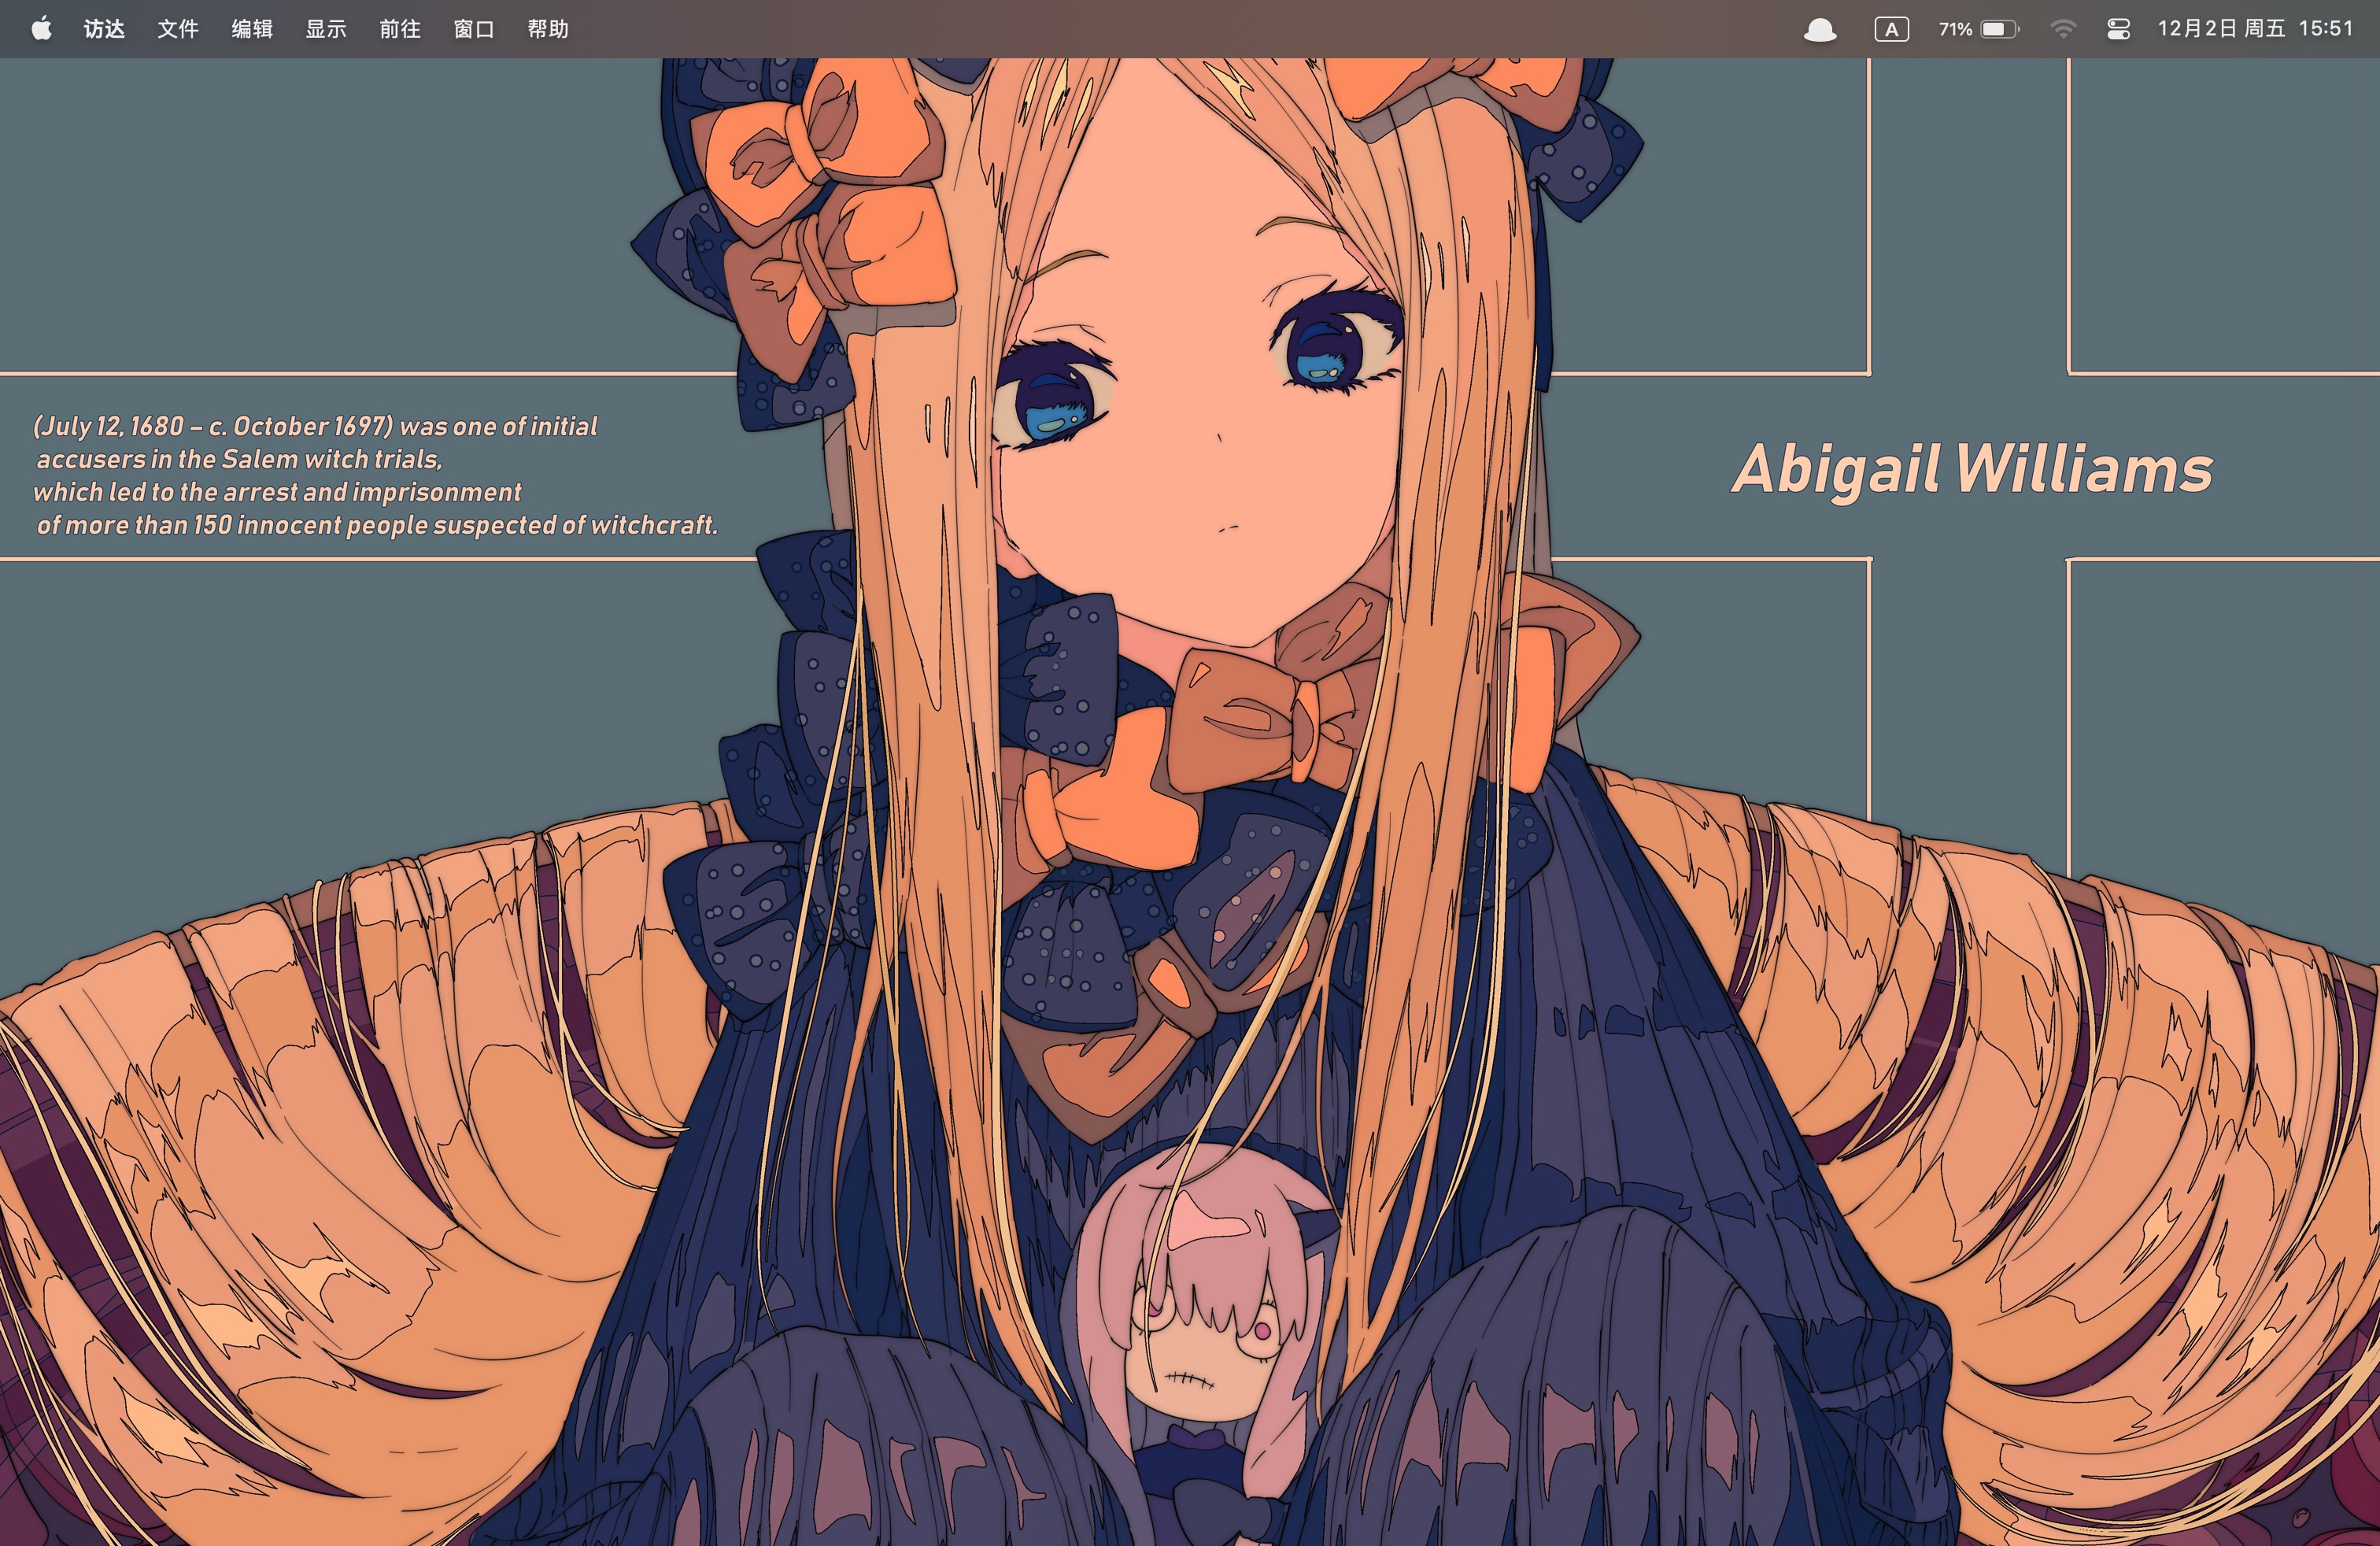 访达 文件 编辑 显示 前往 窗口 帮助 A 71% 12月2日 周五 15:51
(July 12, 1680 – c. October 1697) was one of initial
accusers in the Salem witch trials,
which led to the arrest and imprisonment
of more than 150 innocent people suspected of witchcraft.
Abigail Williams